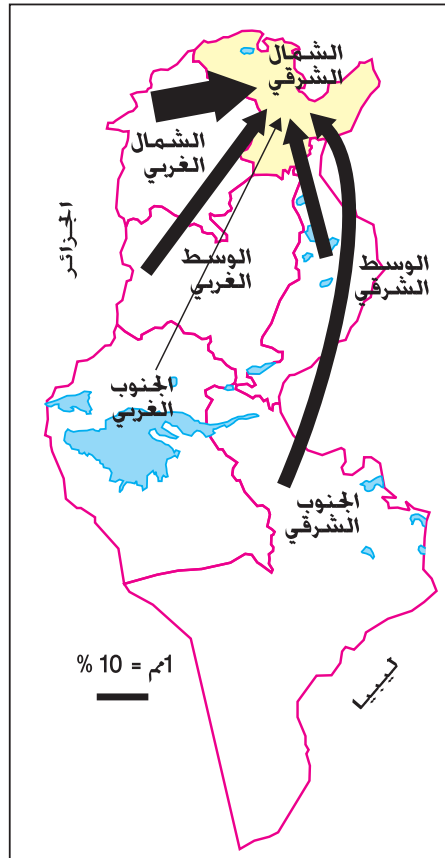 الشمال
الشرقي
الشمال
الغربي
الجزائر
الوسط
الغربي
الوسط
الشرقي
الجنوب
الغربي
الجنوب
الشرقي
1مم = 10 %
ليبيا